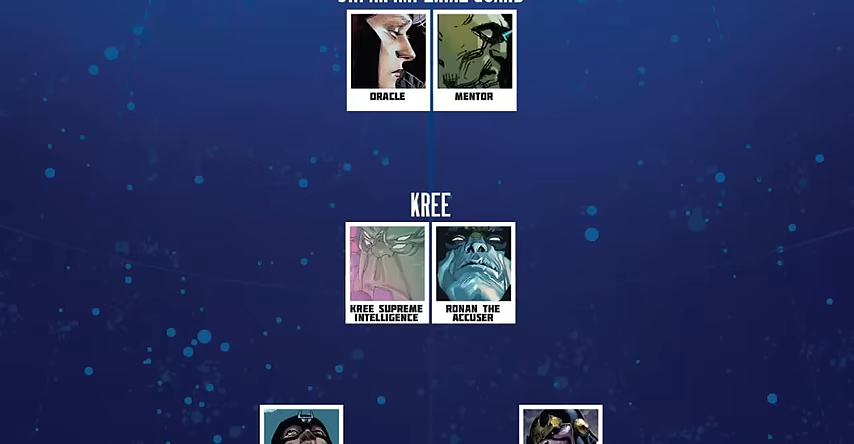 ORACLE
MENTOR
KREE
KREE SUPREME
INTELLIGENCE
RONAN THE
ACCUSER